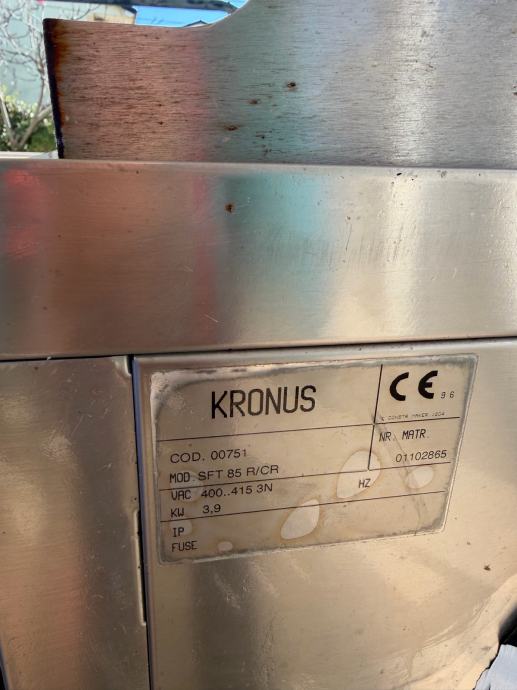 KRONUS
CE 96
COD. 00751
NR. MATR.
01102865
MOD. SFT 85 R/CR
VAC 400..415 3N
HZ
KW 3,9
IP
FUSE